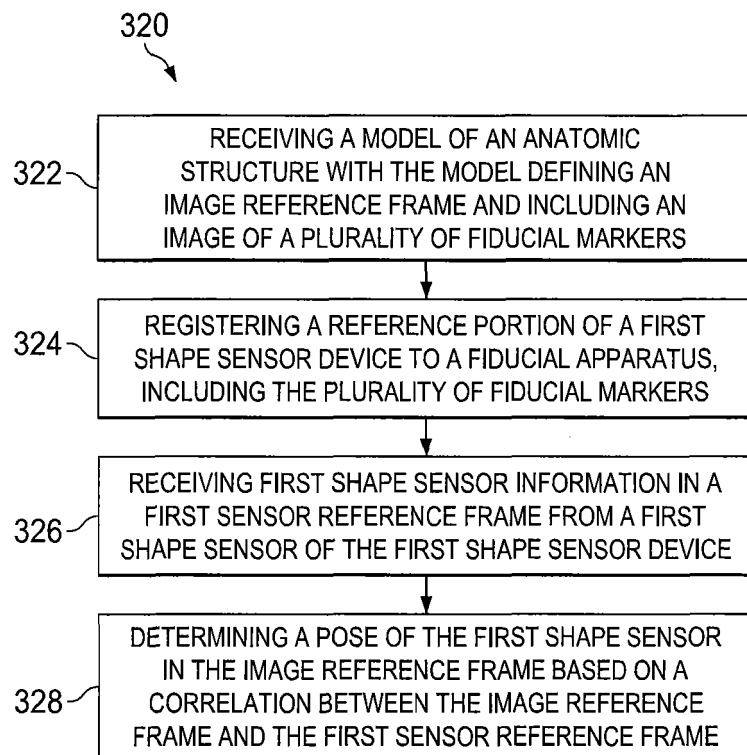 320
322
RECEIVING A MODEL OF AN ANATOMIC
STRUCTURE WITH THE MODEL DEFINING AN
IMAGE REFERENCE FRAME AND INCLUDING AN
IMAGE OF A PLURALITY OF FIDUCIAL MARKERS
324
REGISTERING A REFERENCE PORTION OF A FIRST
SHAPE SENSOR DEVICE TO A FIDUCIAL APPARATUS,
INCLUDING THE PLURALITY OF FIDUCIAL MARKERS
326
RECEIVING FIRST SHAPE SENSOR INFORMATION IN A
FIRST SENSOR REFERENCE FRAME FROM A FIRST
SHAPE SENSOR OF THE FIRST SHAPE SENSOR DEVICE
328
DETERMINING A POSE OF THE FIRST SHAPE SENSOR
IN THE IMAGE REFERENCE FRAME BASED ON A
CORRELATION BETWEEN THE IMAGE REFERENCE
FRAME AND THE FIRST SENSOR REFERENCE FRAME